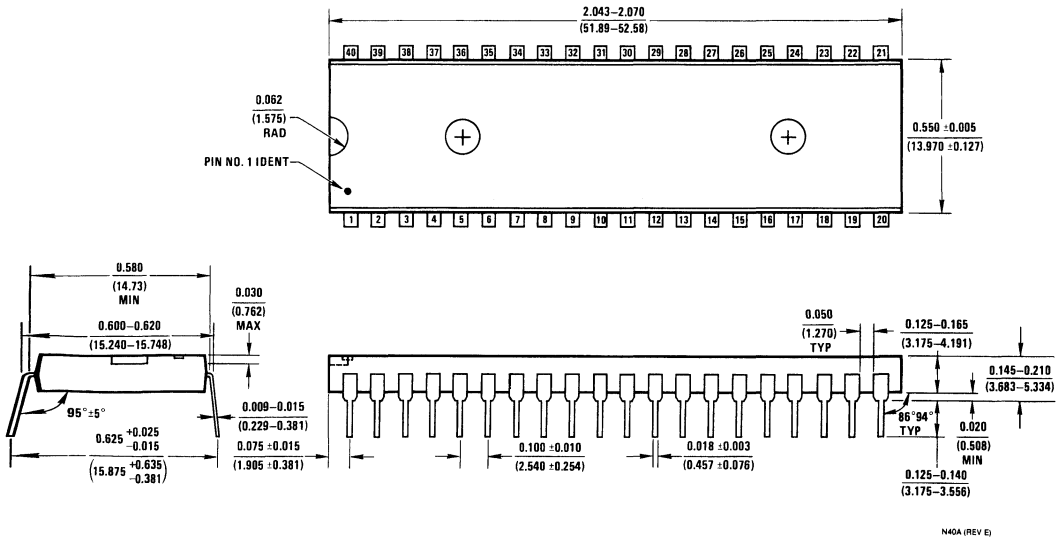 2.043–2.070
(51.89–52.58)
40 39 38 37 36 35 34 33 32 31 30 29 28 27 26 25 24 23 22 21
0.062
(1.575)
RAD
0.550 ±0.005
(13.970 ±0.127)
PIN NO. 1 IDENT
1 2 3 4 5 6 7 8 9 10 11 12 13 14 15 16 17 18 19 20
0.580
(14.73)
MIN
0.030
(0.762)
MAX
0.600–0.620
(15.240–15.748)
0.050
(1.270)
TYP
0.125–0.165
(3.175–4.191)
0.145–0.210
(3.683–5.334)
95°±5°
0.009–0.015
(0.229–0.381)
86°94°
TYP
0.020
(0.508)
MIN
0.625 +0.025 −0.015
(15.875 +0.635 −0.381)
0.075 ±0.015
(1.905 ±0.381)
0.100 ±0.010
(2.540 ±0.254)
0.018 ±0.003
(0.457 ±0.076)
0.125–0.140
(3.175–3.556)
N40A (REV E)